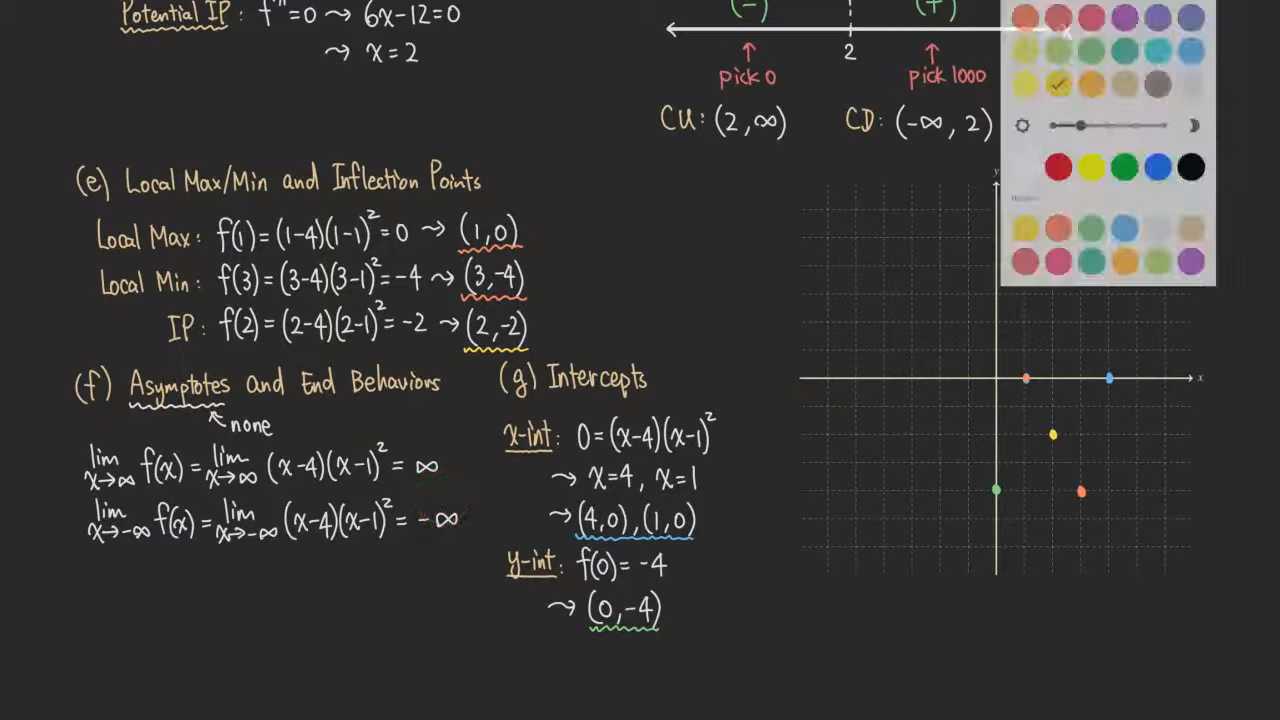 Potential IP: f''=0 ⇝ 6x-12=0
⇝ x=2
(-) (+)
2
pick 0 pick 1000
CU: (2,∞) CD: (-∞, 2)
(e) Local Max/Min and Inflection Points
Local Max: f(1)=(1-4)(1-1)²=0 ⇝ (1,0)
Local Min: f(3)=(3-4)(3-1)²=-4 ⇝ (3,-4)
IP: f(2)=(2-4)(2-1)²=-2 ⇝ (2,-2)
(f) Asymptotes and End Behaviors
none
lim x→∞ f(x)=lim x→∞ (x-4)(x-1)²=∞
lim x→-∞ f(x)=lim x→-∞ (x-4)(x-1)²=-∞
(g) Intercepts
x-int: 0=(x-4)(x-1)²
⇝ x=4, x=1
⇝ (4,0),(1,0)
y-int: f(0)=-4
⇝ (0,-4)
y
x